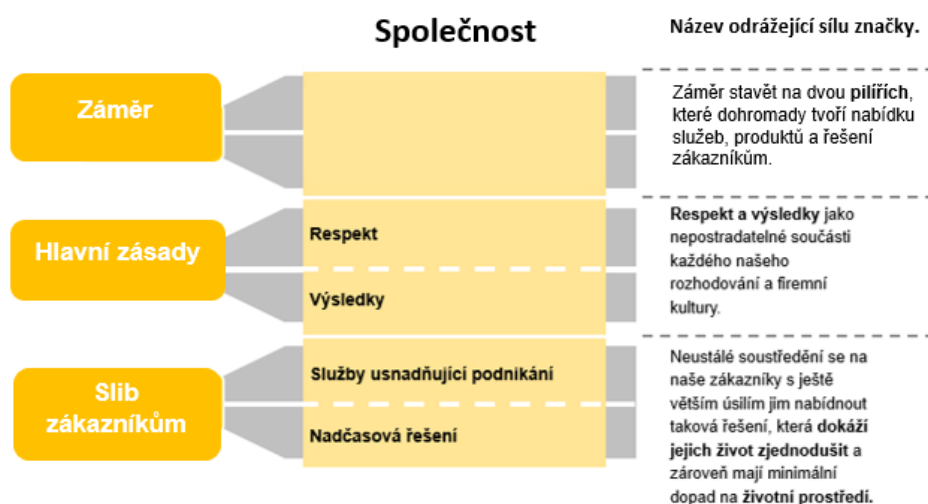 Společnost
Název odrážející sílu značky.
Záměr
Záměr stavět na dvou pilířích,
které dohromady tvoří nabídku
služeb, produktů a řešení
zákazníkům.
Hlavní zásady
Respekt
Výsledky
Respekt a výsledky jako
nepostradatelné součásti
každého našeho
rozhodování a firemní
kultury.
Slib
zákazníkům
Služby usnadňující podnikání
Nadčasová řešení
Neustálé soustředění se na
naše zákazníky s ještě
větším úsilím jim nabídnout
taková řešení, která dokáží
jejich život zjednodušit a
zároveň mají minimální
dopad na životní prostředí.